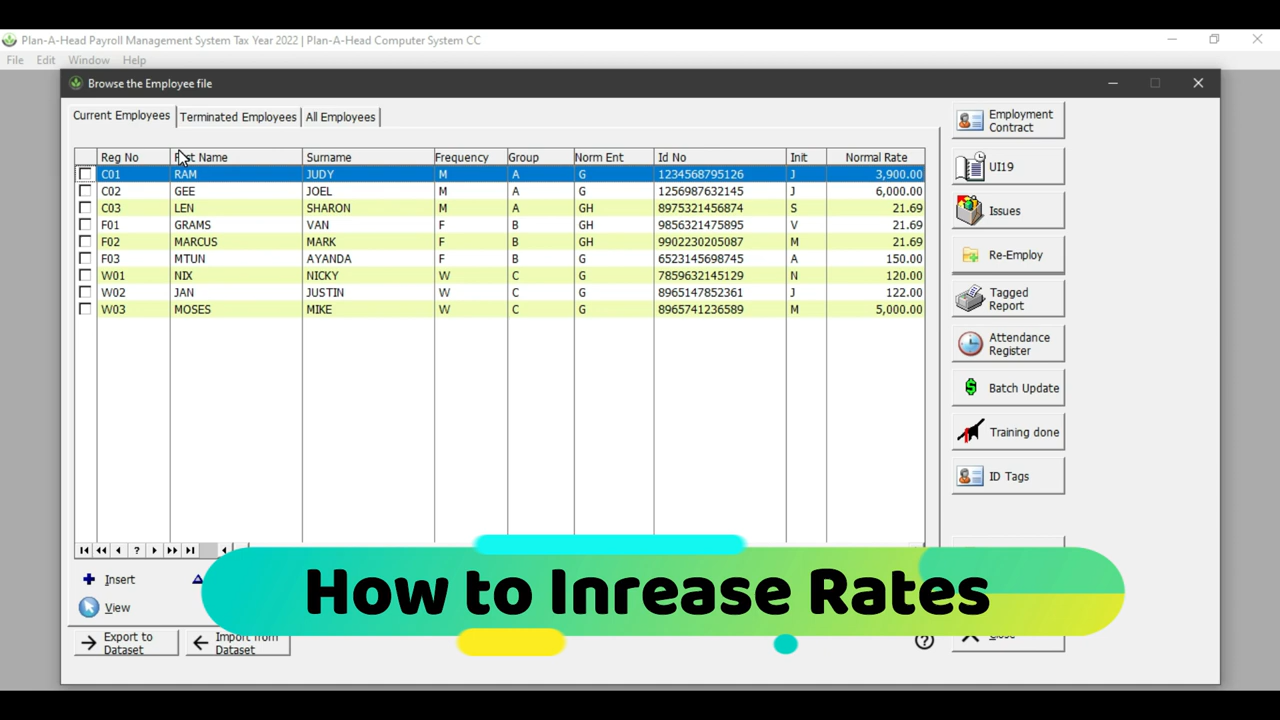 Plan-A-Head Payroll Management System Tax Year 2022 | Plan-A-Head Computer System CC
File Edit Window Help
Browse the Employee file
Current Employees Terminated Employees All Employees
Reg No First Name Surname Frequency Group Norm Ent Id No Init Normal Rate
C01 RAM JUDY M A G 1234568795126 J 3,900.00
C02 GEE JOEL M A G 1256987632145 J 6,000.00
C03 LEN SHARON M A GH 8975321456874 S 21.69
F01 GRAMS VAN F B GH 9856321475895 V 21.69
F02 MARCUS MARK F B GH 9902230205087 M 21.69
F03 MTUN AYANDA F B G 6523145698745 A 150.00
W01 NIX NICKY W C G 7859632145129 N 120.00
W02 JAN JUSTIN W C G 8965147852361 J 122.00
W03 MOSES MIKE W C G 8965741236589 M 5,000.00
Employment
Contract
UI19
Issues
Re-Employ
Tagged
Report
Attendance
Register
Batch Update
Training done
ID Tags
Insert
View
Export to
Dataset
Import from
Dataset
Close
How to Inrease Rates